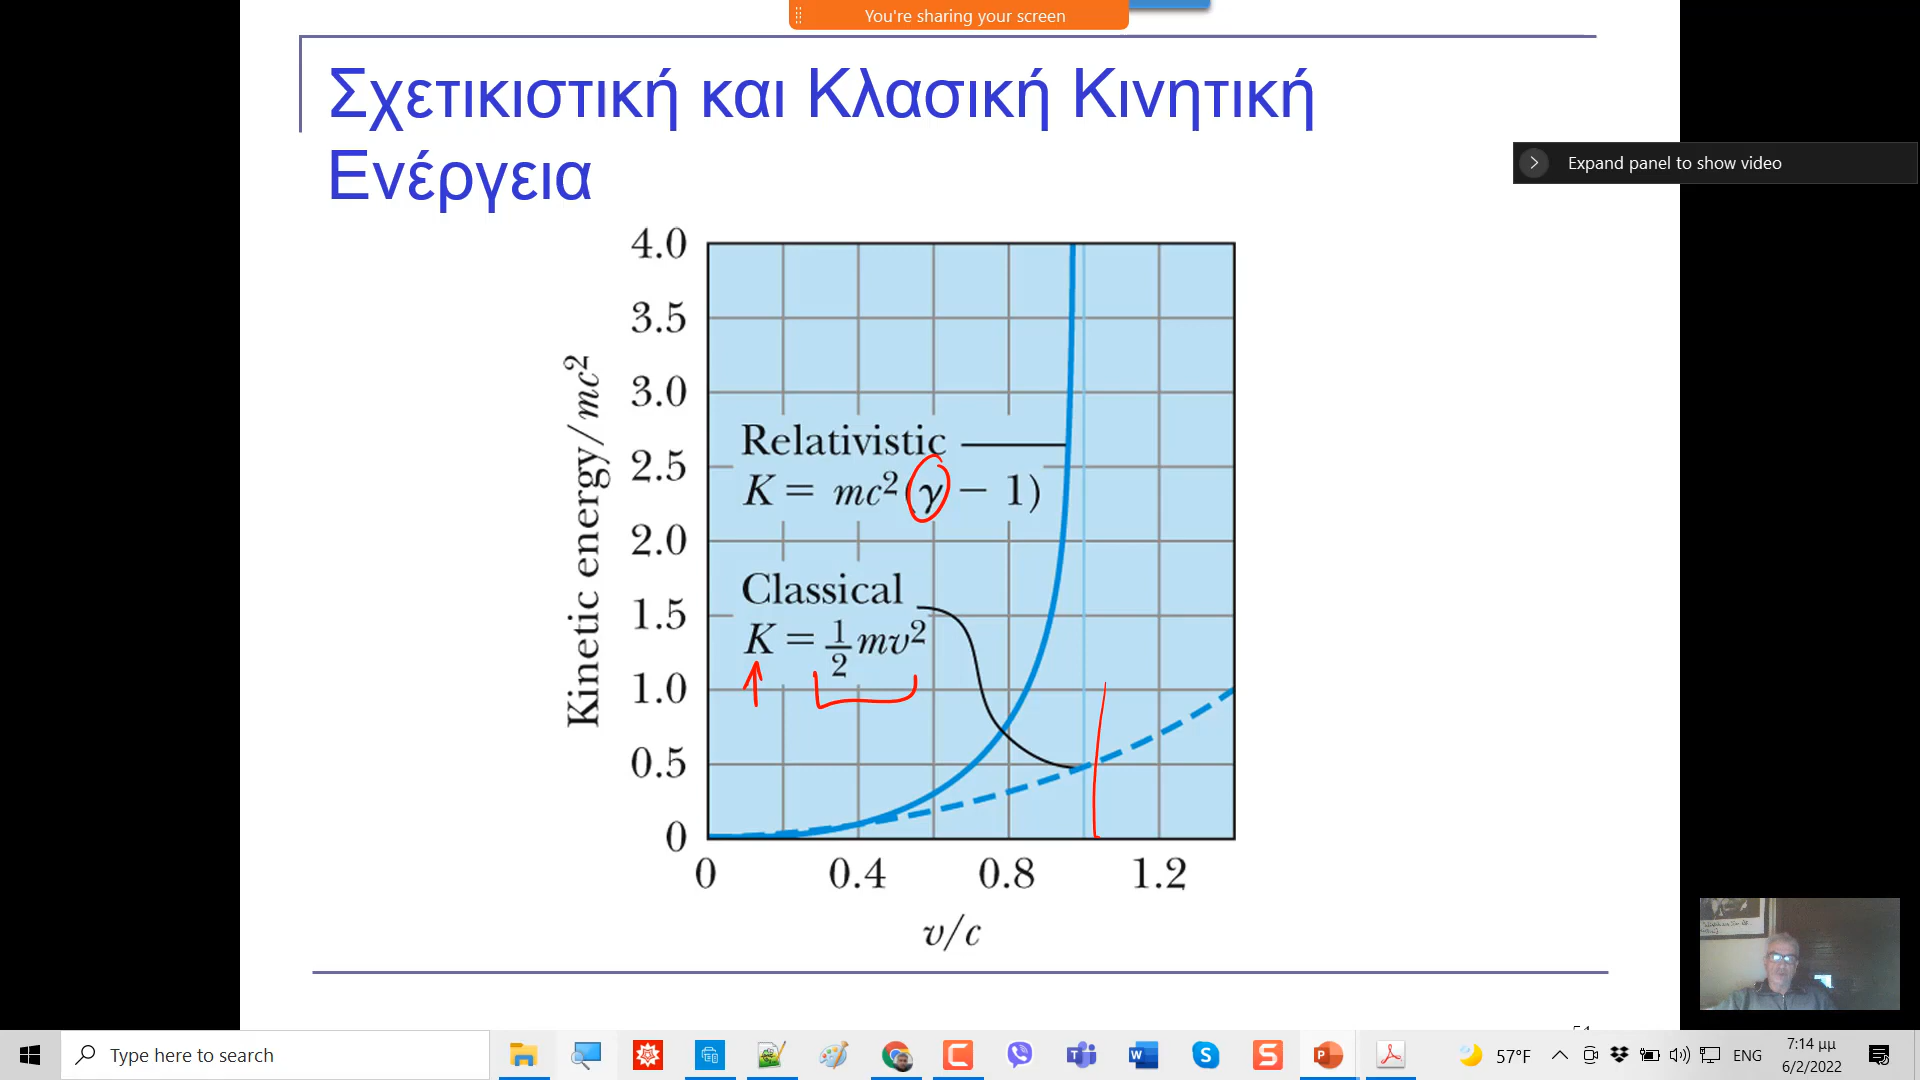 You're sharing your screen
Σχετικιστική και Κλασική Κινητική
Ενέργεια
Expand panel to show video
4.0
3.5
3.0
2.5
2.0
1.5
1.0
0.5
0
Kinetic energy/mc²
Relativistic
K = mc²(γ − 1)
Classical
K = ½mv²
0 0.4 0.8 1.2
v/c
Type here to search
57°F
ENG
7:14 μμ
6/2/2022